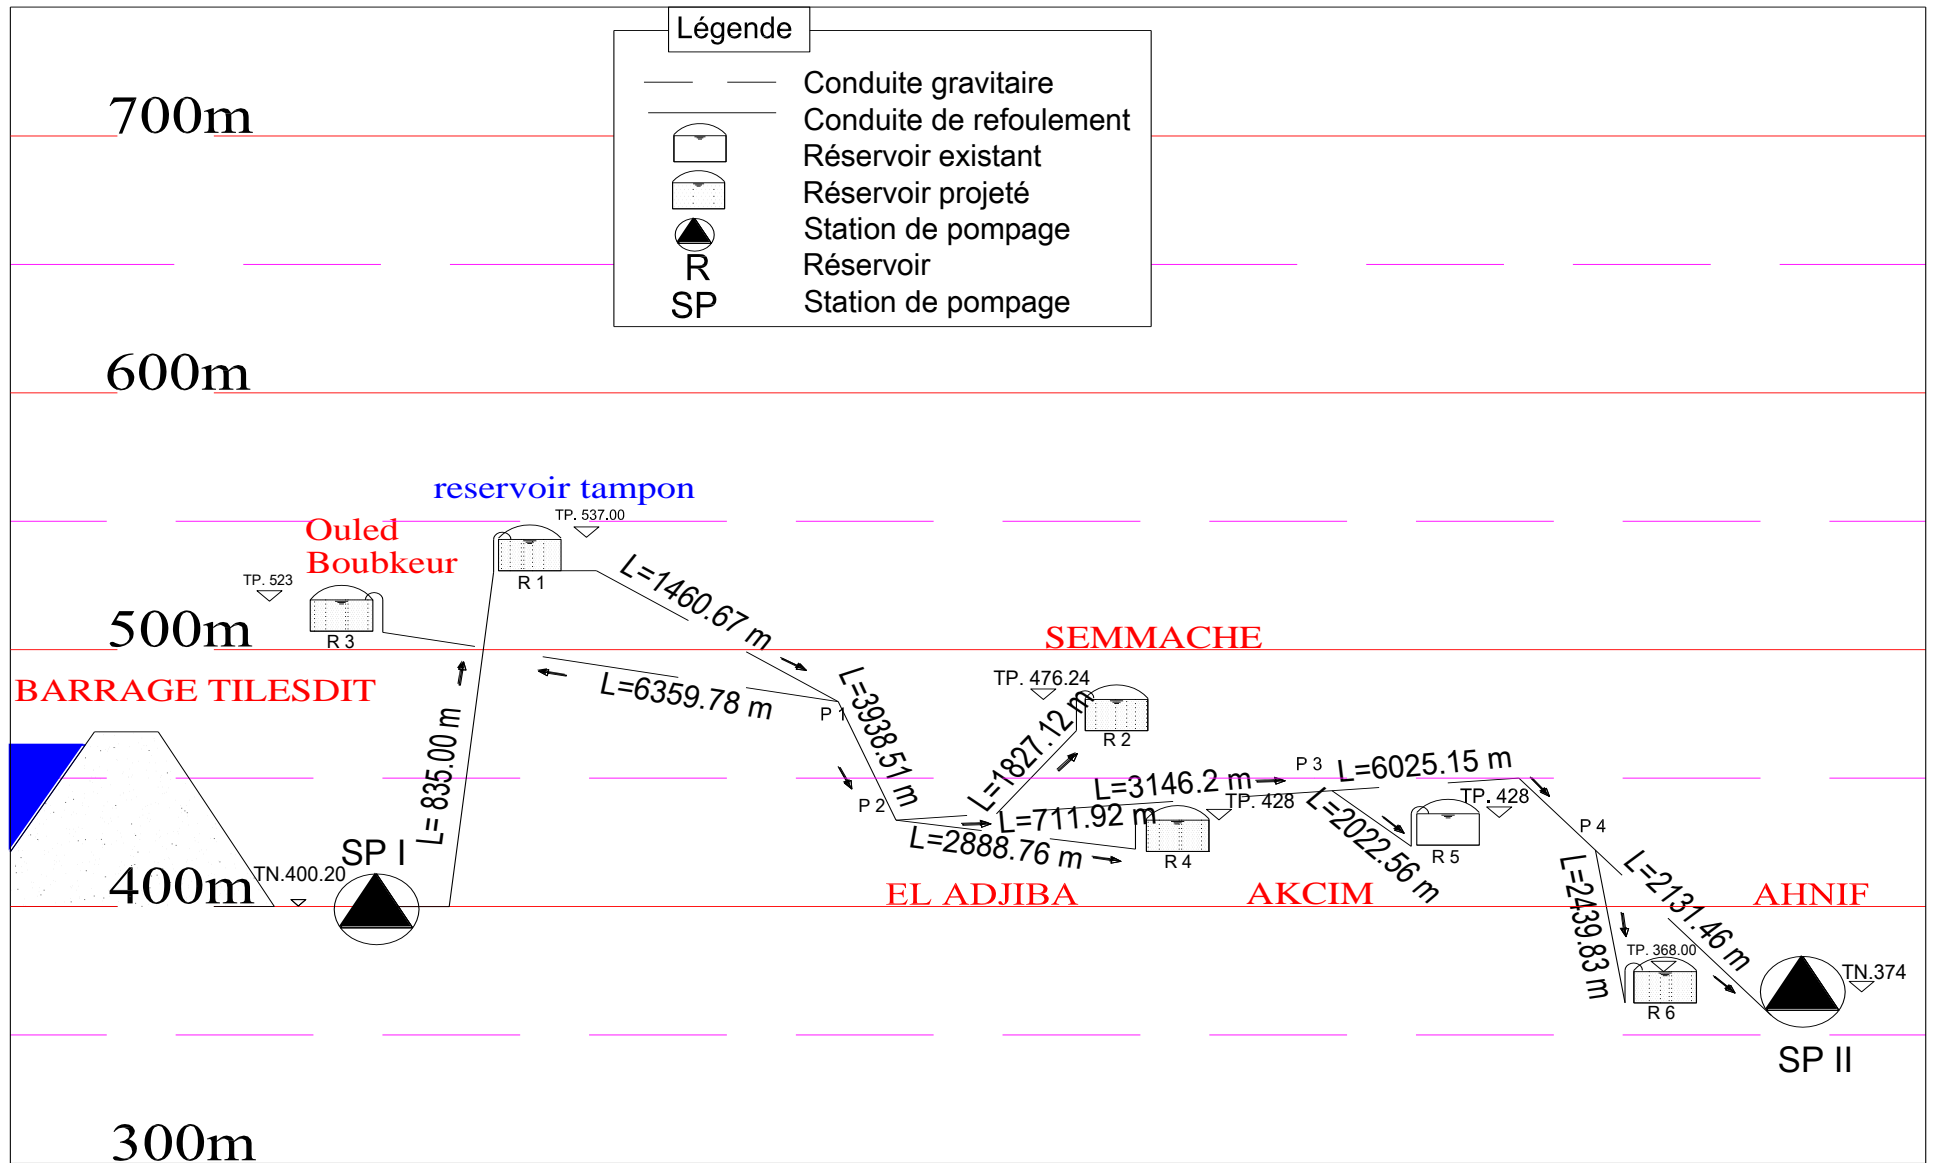 Légende
Conduite gravitaire
Conduite de refoulement
Réservoir existant
Réservoir projeté
Station de pompage
R
Réservoir
SP
Station de pompage
700m
600m
500m
400m
300m
reservoir tampon
TP. 537.00
R 1
Ouled
Boubkeur
TP. 523
R 3
BARRAGE TILESDIT
TN.400.20
SP I
L= 835.00 m
L=1460.67 m
L=6359.78 m
P 1
L=3938.51 m
P 2
SEMMACHE
TP. 476.24
R 2
L=1827.12 m
L=3146.2 m
P 3
L=6025.15 m
L=711.92 m
TP. 428
R 4
L=2888.76 m
EL ADJIBA
L=2022.56 m
TP. 428
R 5
AKCIM
P 4
L=2439.83 m
L=2131.46 m
AHNIF
TP. 368.00
R 6
TN.374
SP II